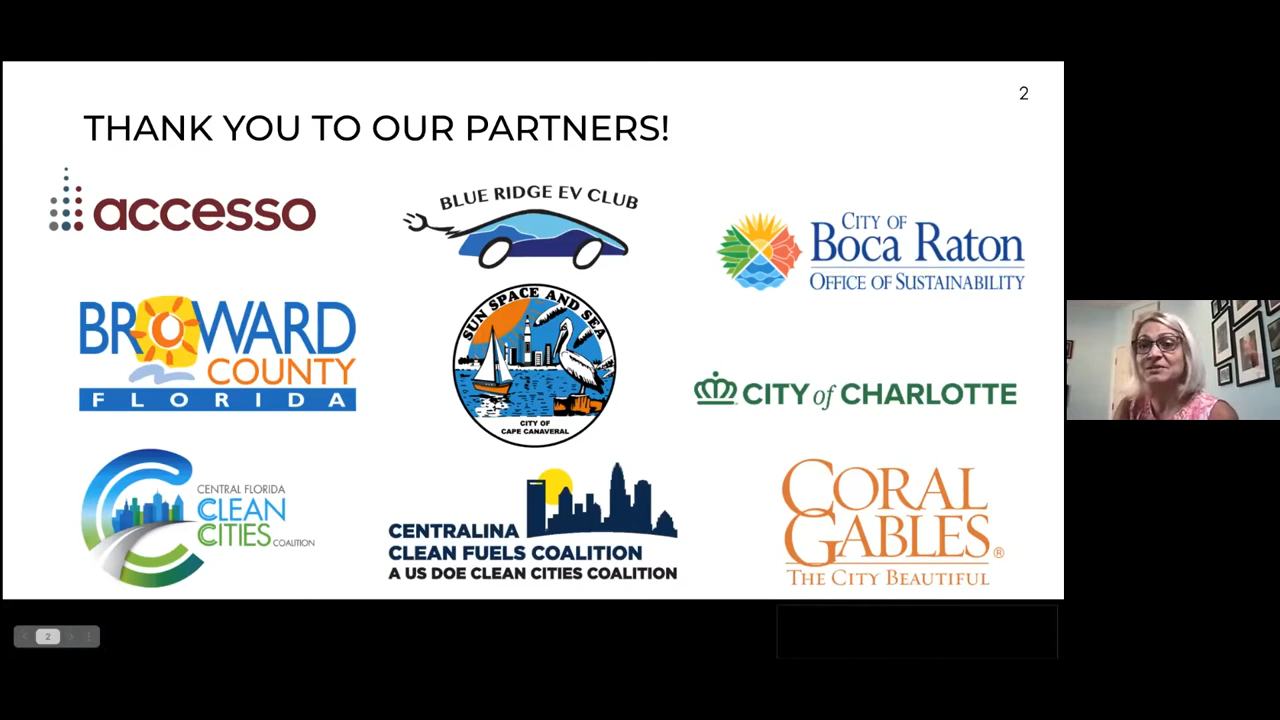 2
THANK YOU TO OUR PARTNERS!
accesso
BLUE RIDGE EV CLUB
CITY OF
BOCA RATON
OFFICE OF SUSTAINABILITY
BROWARD
COUNTY
FLORIDA
SUN SPACE AND SEA
CITY OF
CAPE CANAVERAL
CITY of CHARLOTTE
CENTRAL FLORIDA
CLEAN
CITIES COALITION
CENTRALINA
CLEAN FUELS COALITION
A US DOE CLEAN CITIES COALITION
CORAL
GABLES®
THE CITY BEAUTIFUL
2